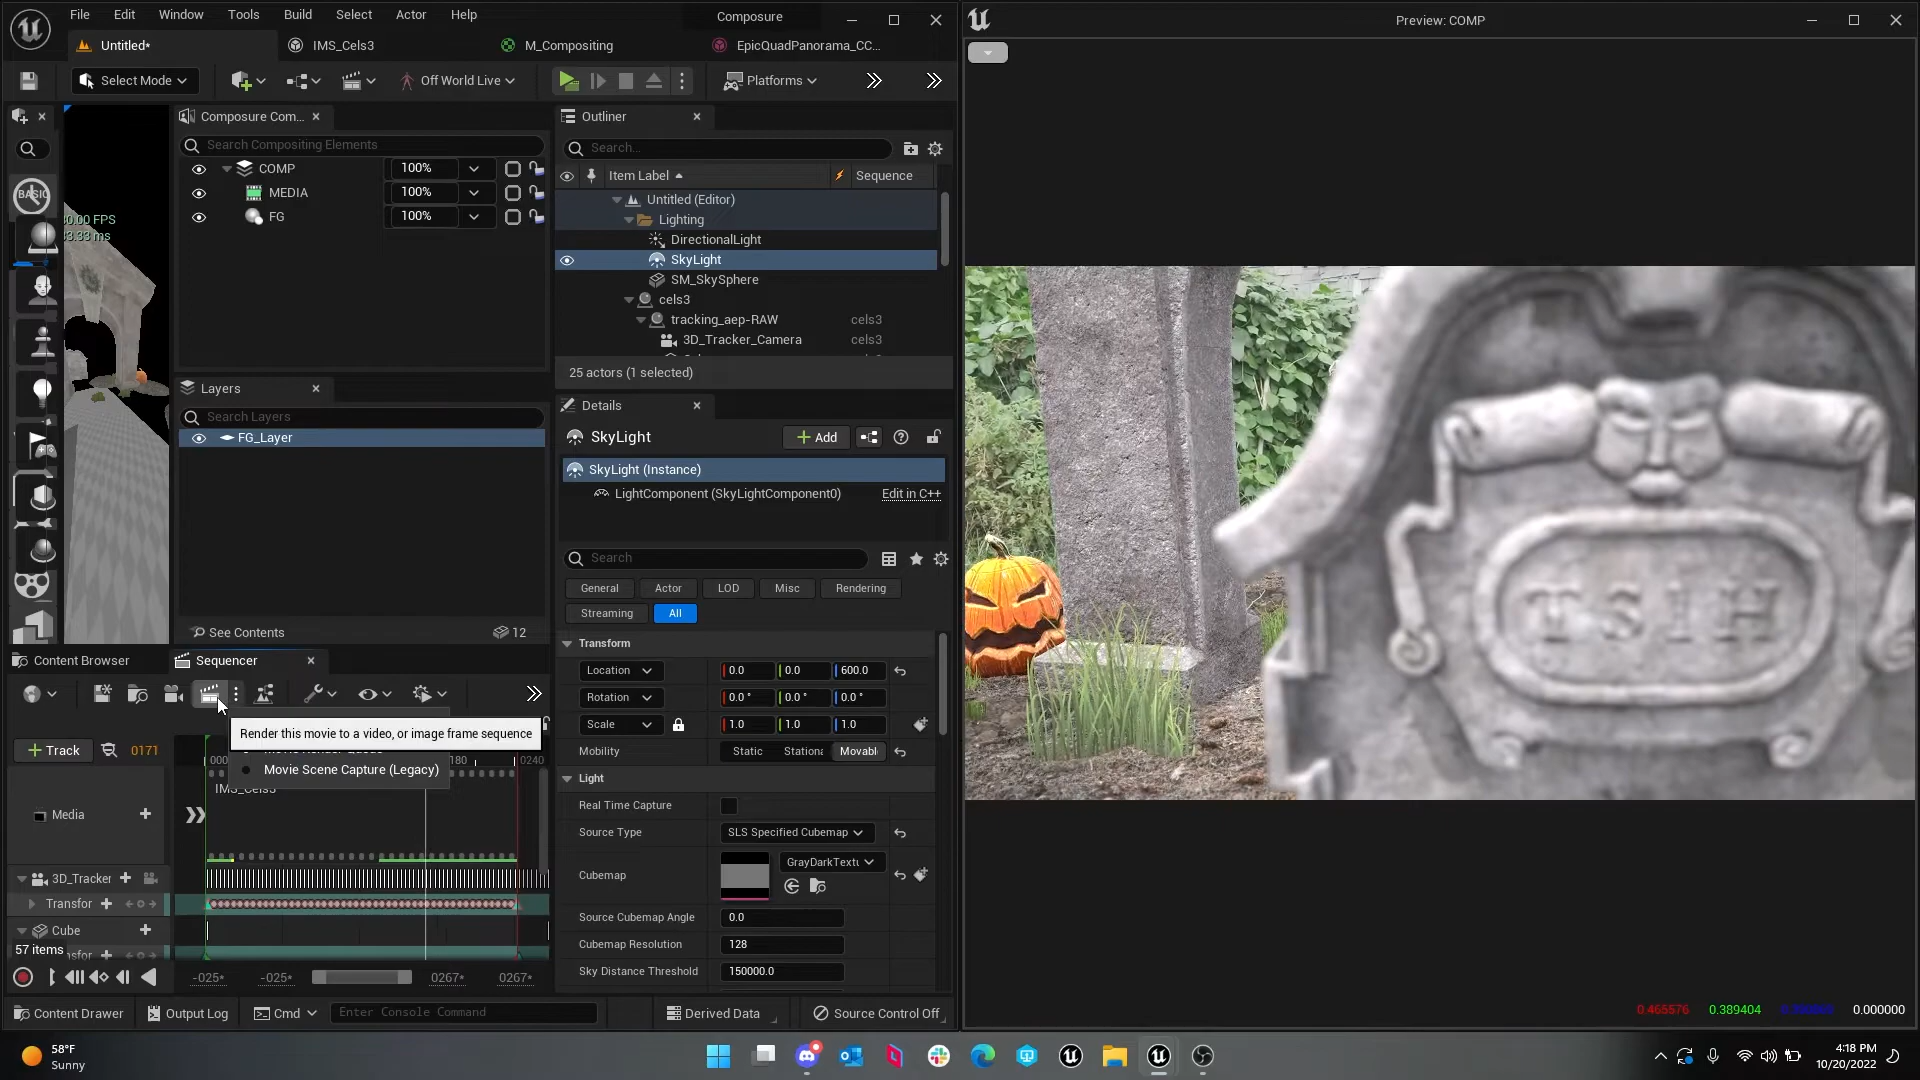 File Edit Window Tools Build Select Actor Help
Composure
Preview: COMP
Untitled*
IMS_Cels3
M_Compositing
EpicQuadPanorama_CC...
Select Mode
Off World Live
Platforms
Composure Com...
Outliner
Search Compositing Elements
Search...
COMP 100%
Item Label
Sequence
MEDIA 100%
Untitled (Editor)
FG 100%
Lighting
BASIC
DirectionalLight
SkyLight
SM_SkySphere
cels3
tracking_aep-RAW cels3
3D_Tracker_Camera cels3
25 actors (1 selected)
Layers
Details
Search Layers
FG_Layer
SkyLight
Add
SkyLight (Instance)
LightComponent (SkyLightComponent0) Edit in C++
Search
General Actor LOD Misc Rendering
Streaming All
See Contents
12
Transform
Content Browser
Sequencer
Location 0.0 0.0 600.0
Rotation 0.0° 0.0° 0.0°
Scale 1.0 1.0 1.0
Render this movie to a video, or image frame sequence
Mobility Static Movabl
Track
0171
180
0240
Movie Scene Capture (Legacy)
Light
IMS_Cels3
Real Time Capture
Media
Source Type SLS Specified Cubemap
Cubemap
3D_Tracker
Transfor
Source Cubemap Angle 0.0
Cube
Cubemap Resolution 128
57 items
Sky Distance Threshold 150000.0
-025* -025* 0267* 0267*
Content Drawer
Output Log
Cmd
Enter Console Command
Derived Data
Source Control Off
0.465576 0.389404 0.000000
TSIH
58°F
Sunny
4:18 PM
10/20/2022